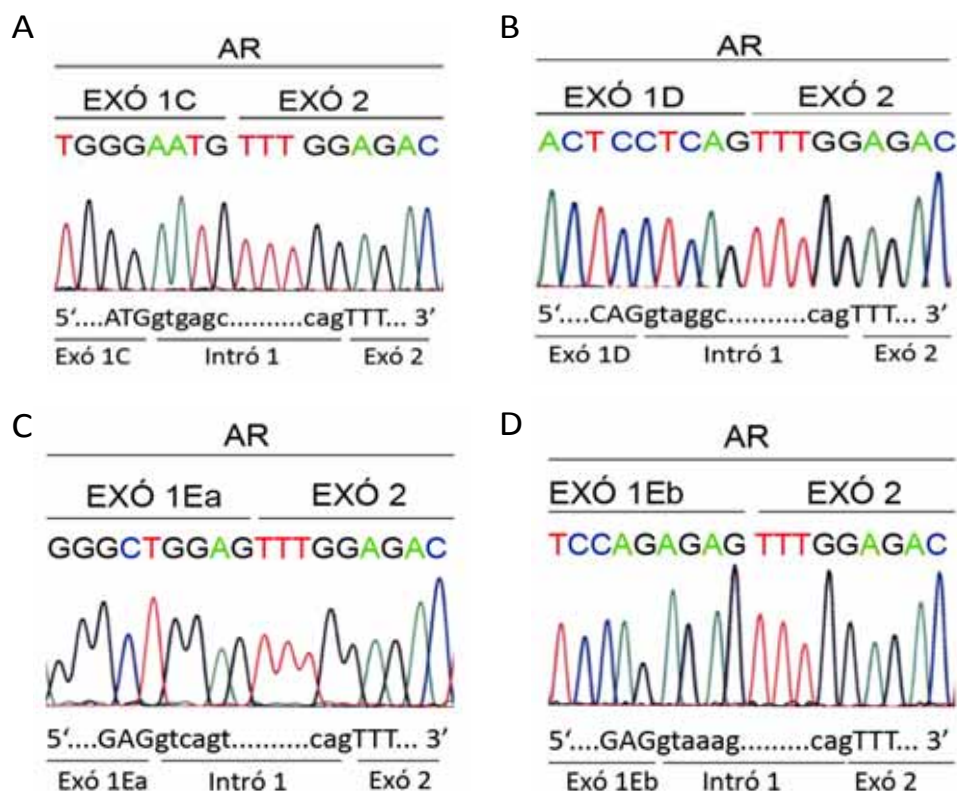 A
AR
EXÓ 1C EXÓ 2
TGGGAATG TTT GGAGAC
5‘....ATGgtgagc..........cagTTT... 3’
Exó 1C Intró 1 Exó 2
B
AR
EXÓ 1D EXÓ 2
ACTCCTCAGTTTGGAGAC
5‘....CAGgtaggc..........cagTTT... 3’
Exó 1D Intró 1 Exó 2
C
AR
EXÓ 1Ea EXÓ 2
GGGCTGGAGTTTGGAGAC
5‘....GAGgtcagt..........cagTTT... 3’
Exó 1Ea Intró 1 Exó 2
D
AR
EXÓ 1Eb EXÓ 2
TCCAGAGAG TTTGGAGAC
5‘....GAGgtaaag.........cagTTT... 3’
Exó 1Eb Intró 1 Exó 2